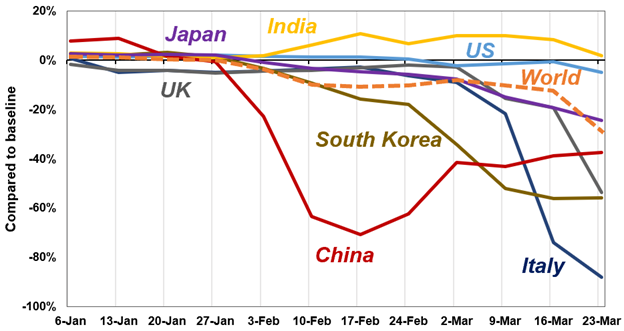 Compared to baseline
20%
0%
-20%
-40%
-60%
-80%
-100%
Japan
India
US
World
UK
South Korea
China
Italy
6-Jan 13-Jan 20-Jan 27-Jan 3-Feb 10-Feb 17-Feb 24-Feb 2-Mar 9-Mar 16-Mar 23-Mar